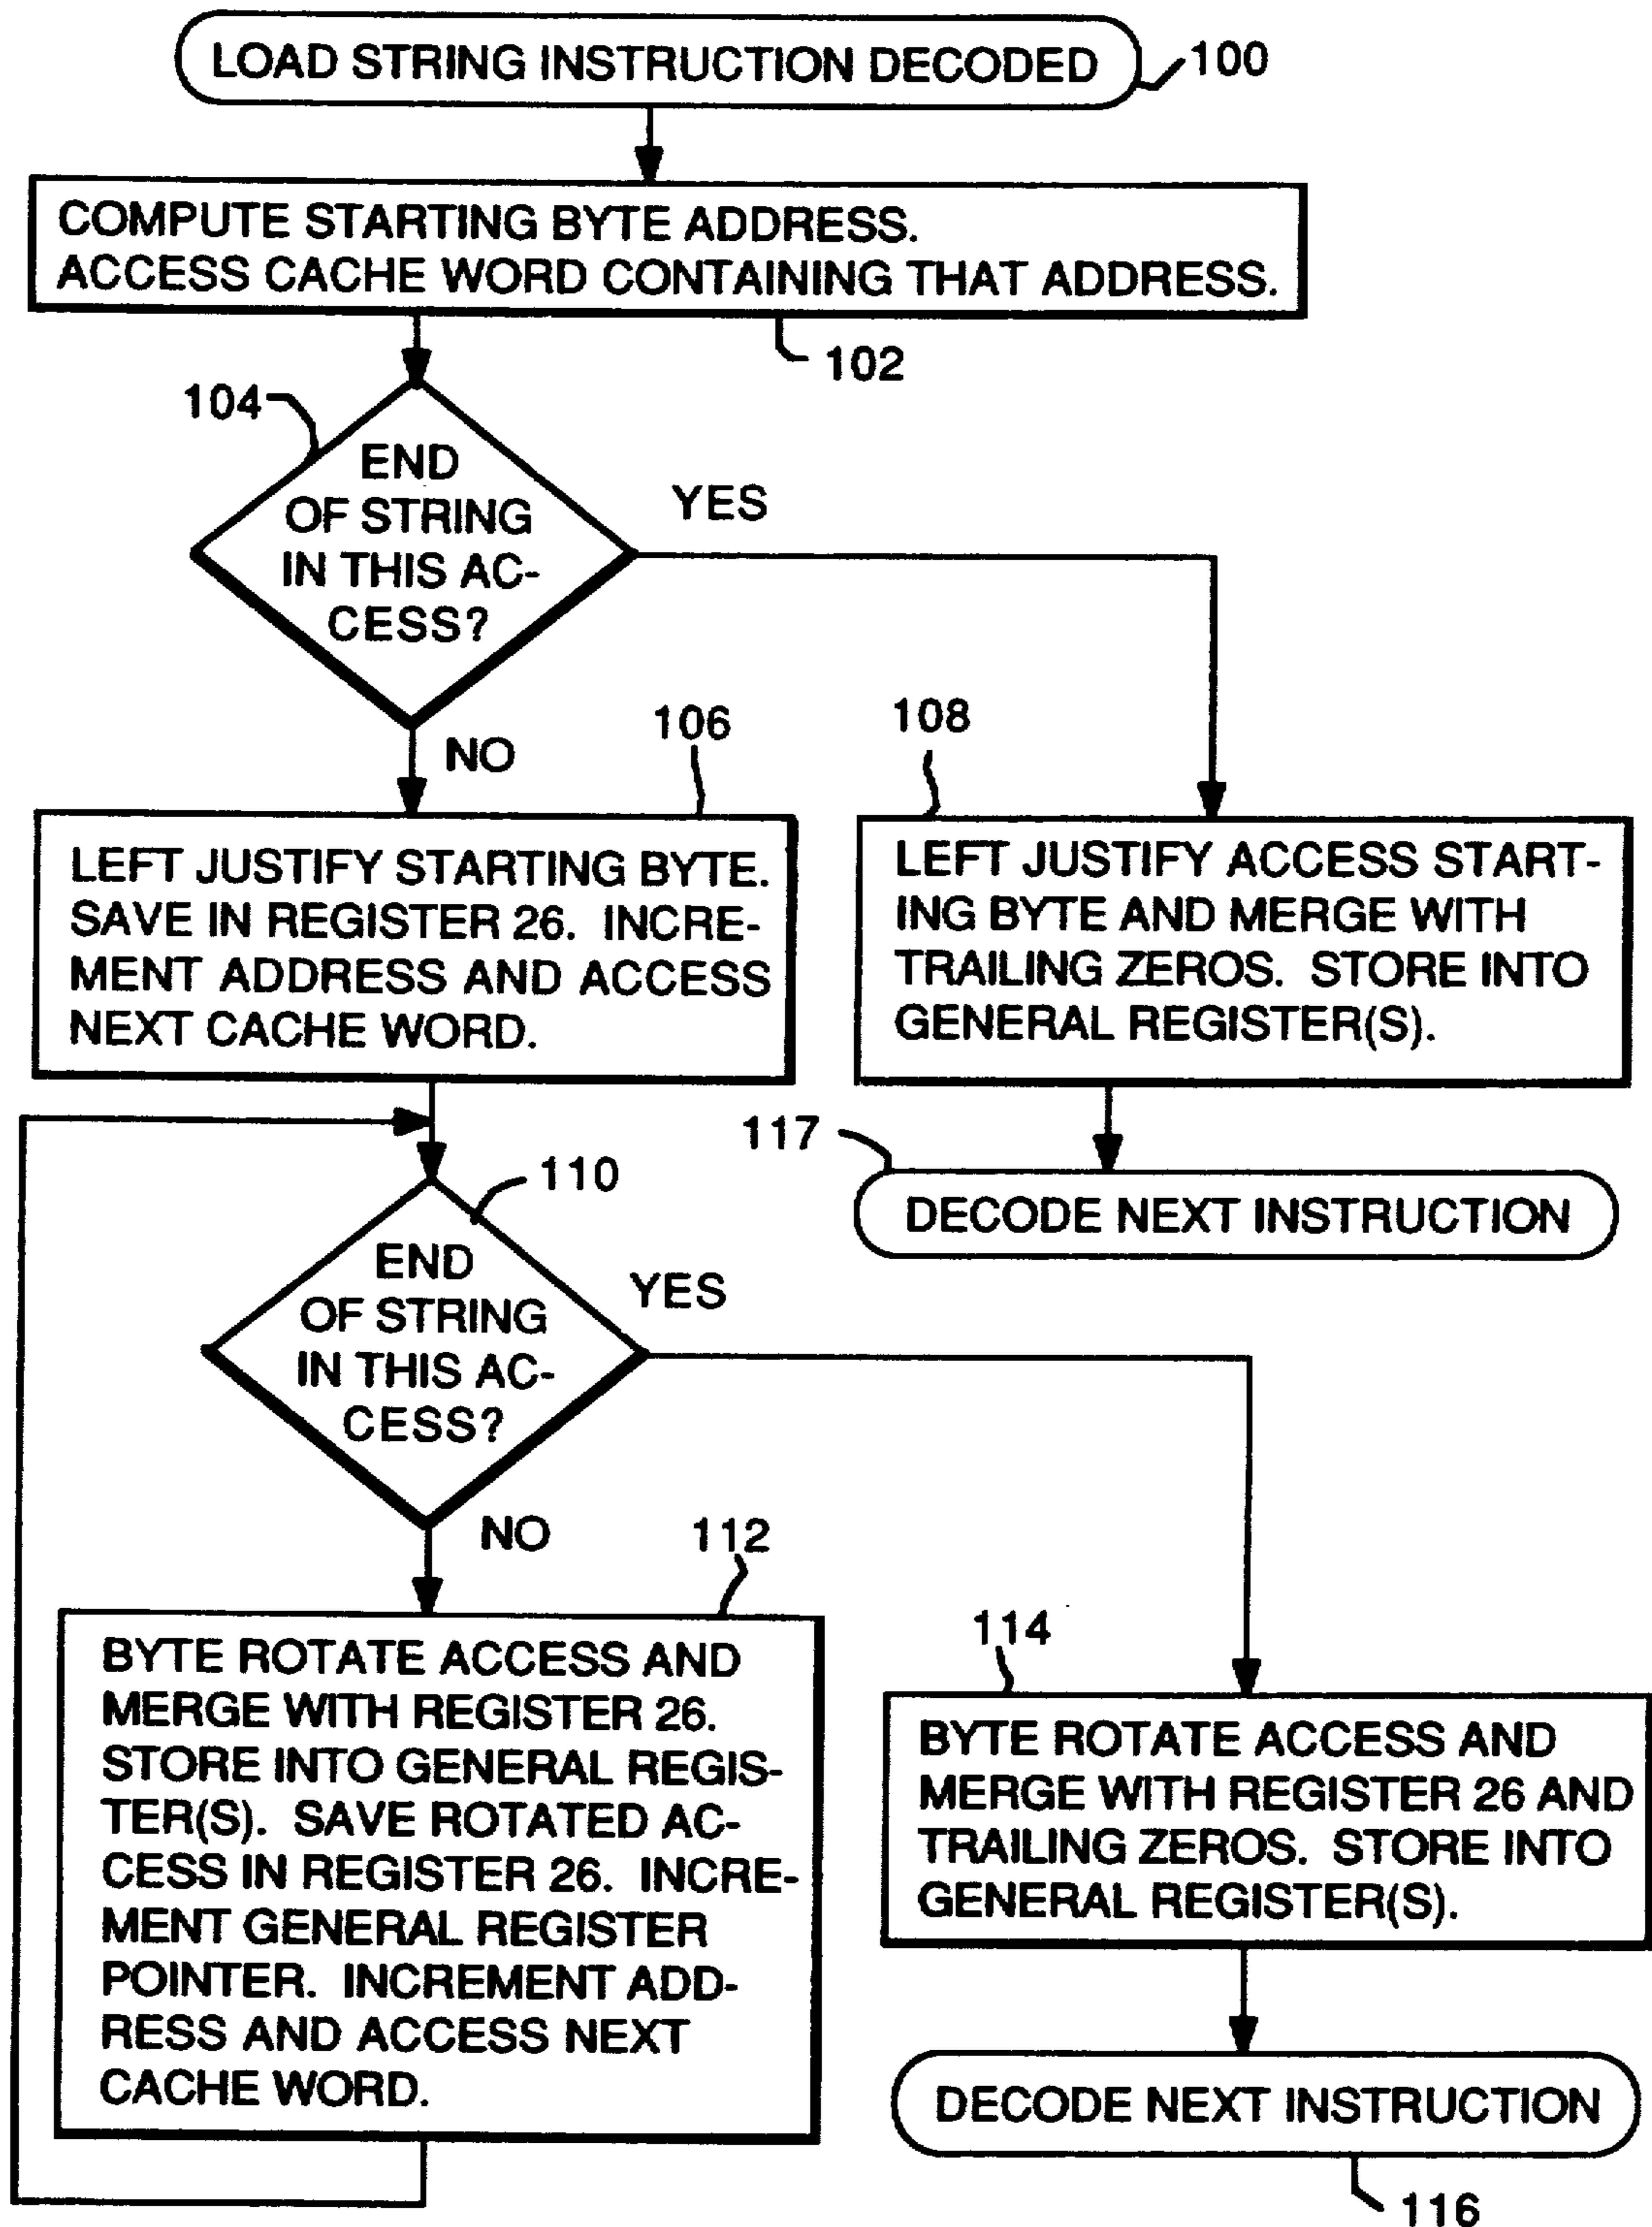 LOAD STRING INSTRUCTION DECODED
100
COMPUTE STARTING BYTE ADDRESS.
ACCESS CACHE WORD CONTAINING THAT ADDRESS.
102
104
END
OF STRING
IN THIS AC-
CESS?
YES
NO
106
LEFT JUSTIFY STARTING BYTE.
SAVE IN REGISTER 26. INCRE-
MENT ADDRESS AND ACCESS
NEXT CACHE WORD.
108
LEFT JUSTIFY ACCESS START-
ING BYTE AND MERGE WITH
TRAILING ZEROS. STORE INTO
GENERAL REGISTER(S).
117
DECODE NEXT INSTRUCTION
110
END
OF STRING
IN THIS AC-
CESS?
YES
NO
112
BYTE ROTATE ACCESS AND
MERGE WITH REGISTER 26.
STORE INTO GENERAL REGIS-
TER(S). SAVE ROTATED AC-
CESS IN REGISTER 26. INCRE-
MENT GENERAL REGISTER
POINTER. INCREMENT ADD-
RESS AND ACCESS NEXT
CACHE WORD.
114
BYTE ROTATE ACCESS AND
MERGE WITH REGISTER 26 AND
TRAILING ZEROS. STORE INTO
GENERAL REGISTER(S).
DECODE NEXT INSTRUCTION
116